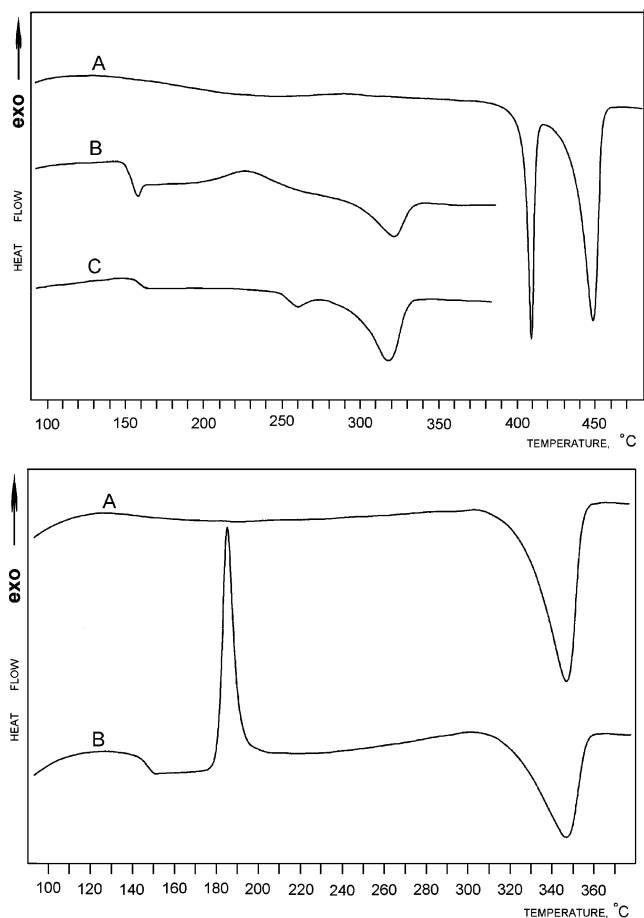 exo
HEAT FLOW
A
B
C
100 150 200 250 300 350 400 450
TEMPERATURE, °C
exo
HEAT FLOW
A
B
100 120 140 160 180 200 220 240 260 280 300 320 340 360
TEMPERATURE, °C